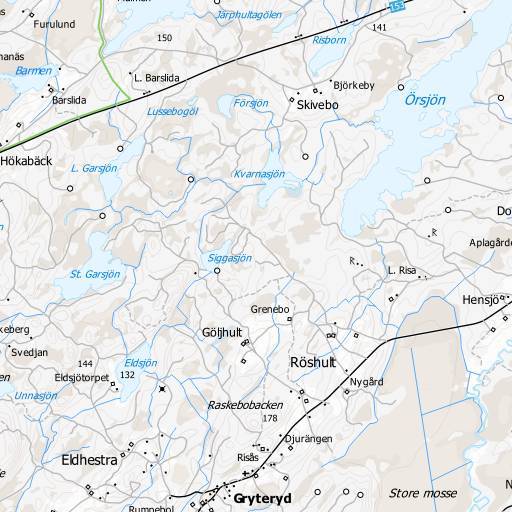 Järphultagölen
153
Furulund
150
141
Risborn
Barmen
L. Barslida
Björkeby
Barslida
Försjön
Skivebo
Örsjön
Lussebogöl
Hökabäck
L. Garsjön
Kvarnasjön
Aplagårde
Siggasjön
St. Garsjön
L. Risa
Hensjö
Grenebo
Göljhult
Svedjan
144
Eldsjön
Röshult
132
Eldsjötorpet
Nygård
Unnasjön
Raskebobacken
178
Djurängen
Eldhestra
Risås
Store mosse
Gryteryd
Rumpebol